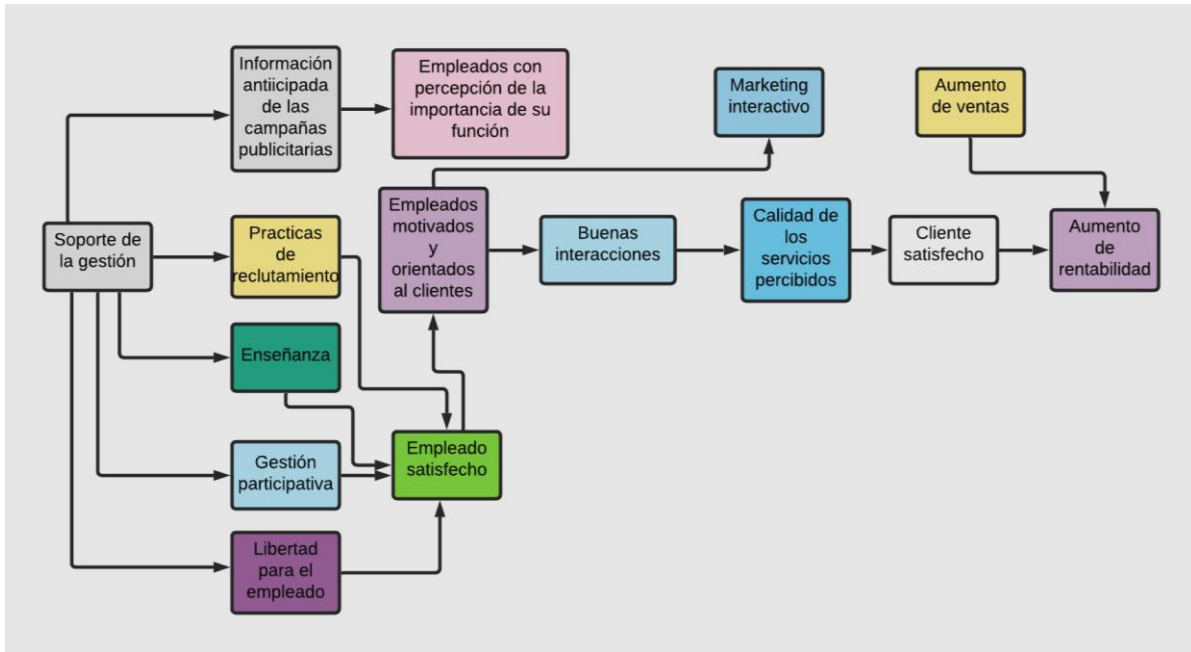 Información
antiicipada
de las
campañas
publicitarias
Empleados con
percepción de la
importancia de su
función
Marketing
interactivo
Aumento
de ventas
Soporte de
la gestión
Practicas
de
reclutamiento
Empleados
motivados
y
orientados
al clientes
Buenas
interacciones
Calidad de
los
servicios
percibidos
Cliente
satisfecho
Aumento
de
rentabilidad
Enseñanza
Gestión
participativa
Empleado
satisfecho
Libertad
para el
empleado